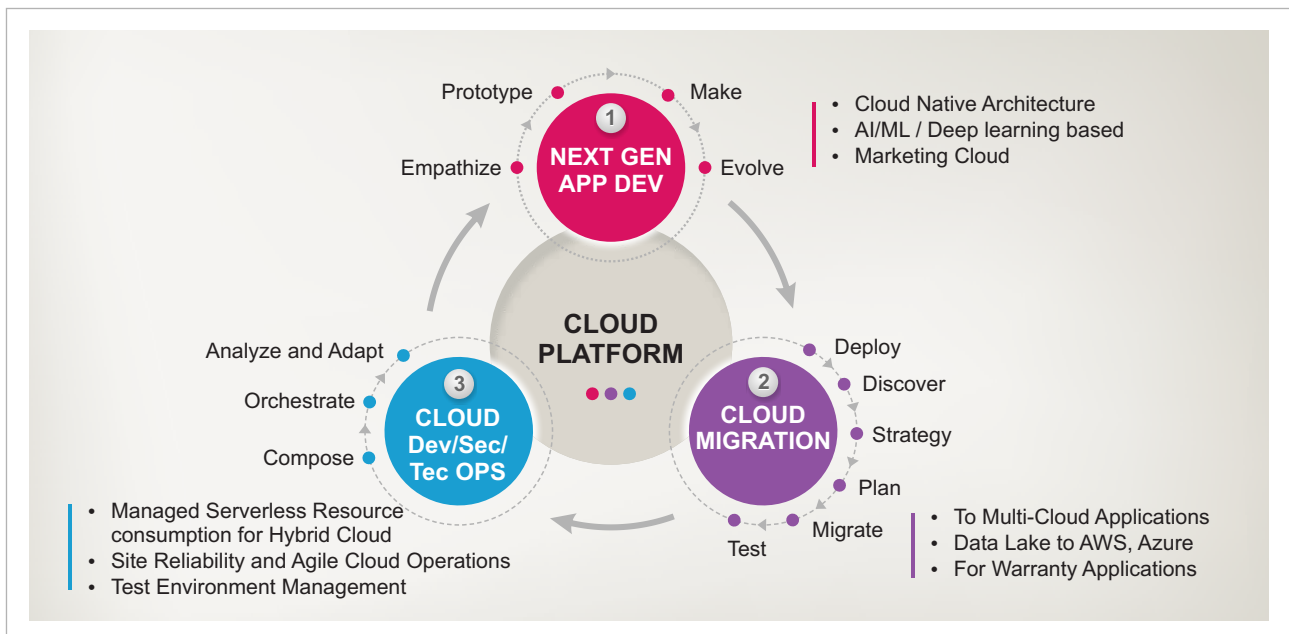 Prototype
Make
Empathize
Evolve
1
NEXT GEN
APP DEV
• Cloud Native Architecture
• AI/ML / Deep learning based
• Marketing Cloud
CLOUD
PLATFORM
Deploy
Discover
Strategy
Plan
Migrate
Test
2
CLOUD
MIGRATION
• To Multi-Cloud Applications
• Data Lake to AWS, Azure
• For Warranty Applications
Analyze and Adapt
Orchestrate
Compose
3
CLOUD
Dev/Sec/
Tec OPS
• Managed Serverless Resource
consumption for Hybrid Cloud
• Site Reliability and Agile Cloud Operations
• Test Environment Management